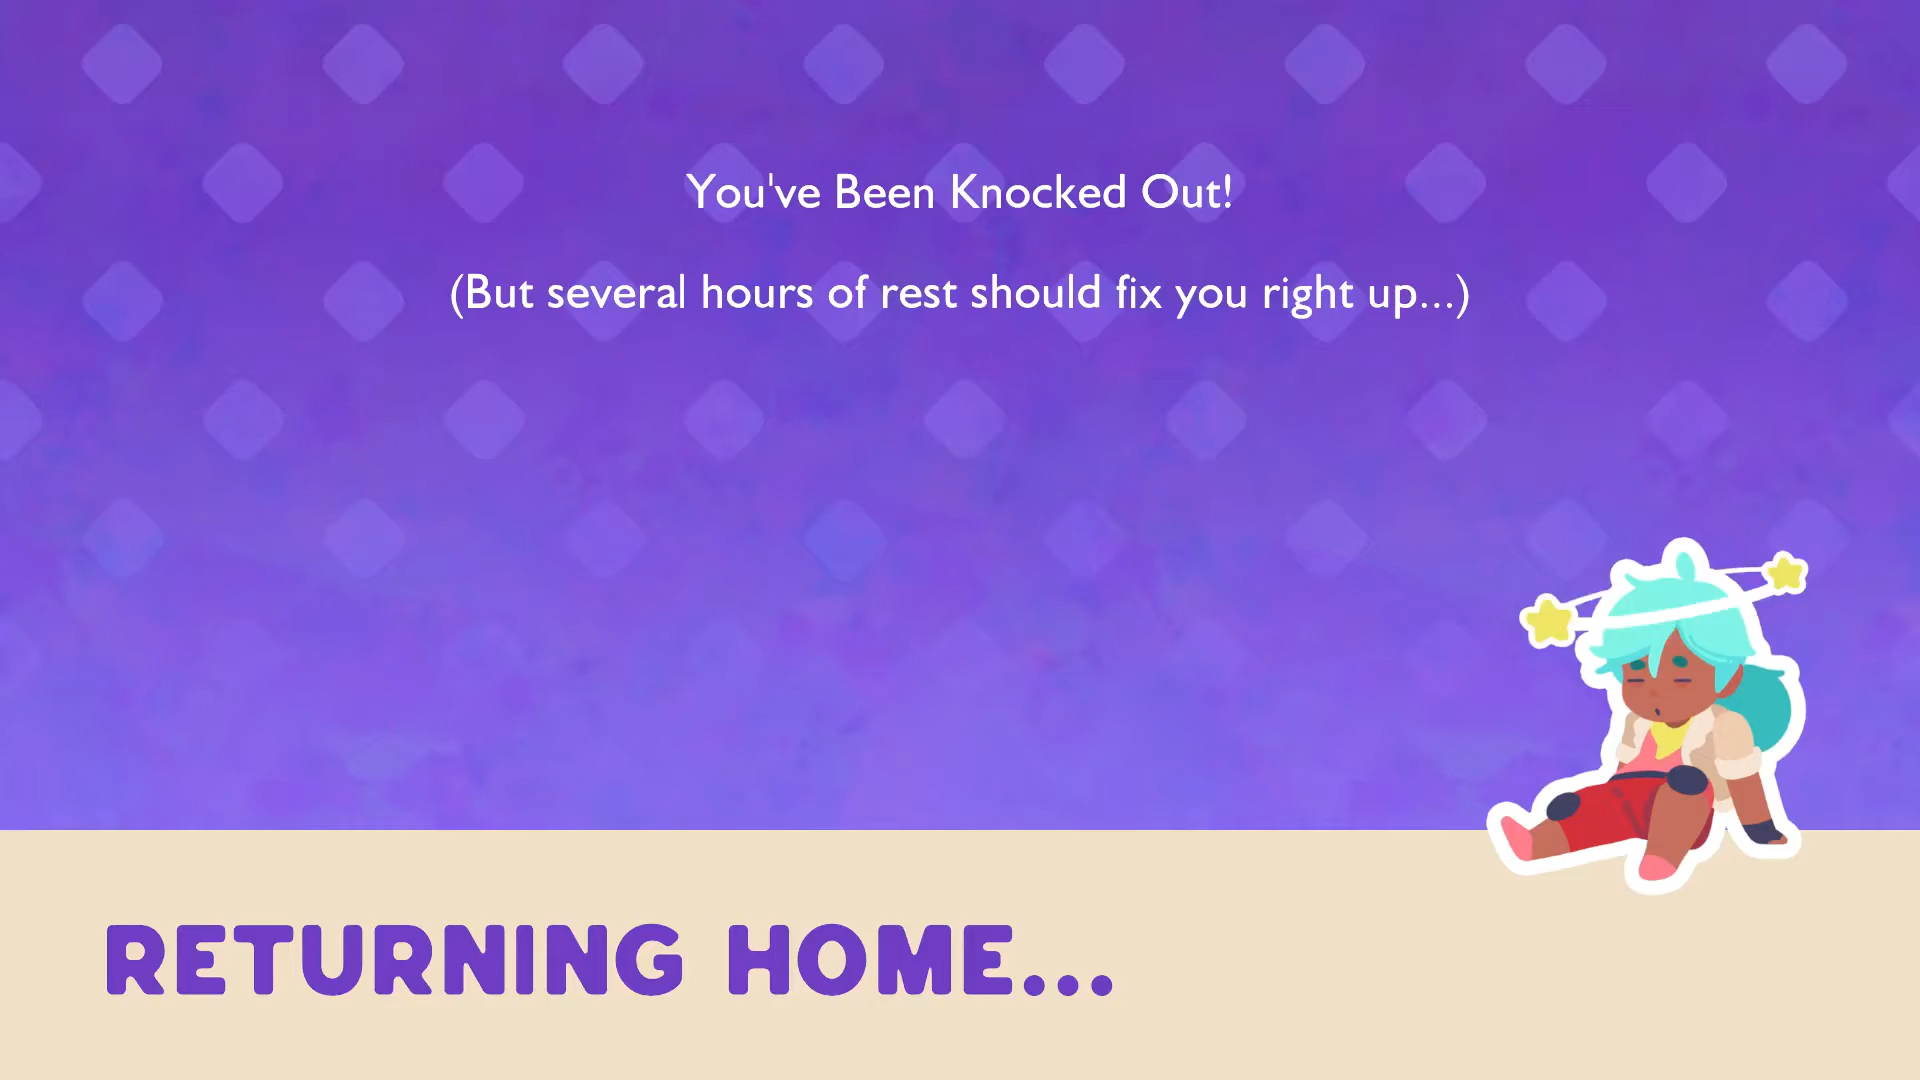 You've Been Knocked Out!
(But several hours of rest should fix you right up...)
RETURNING HOME...